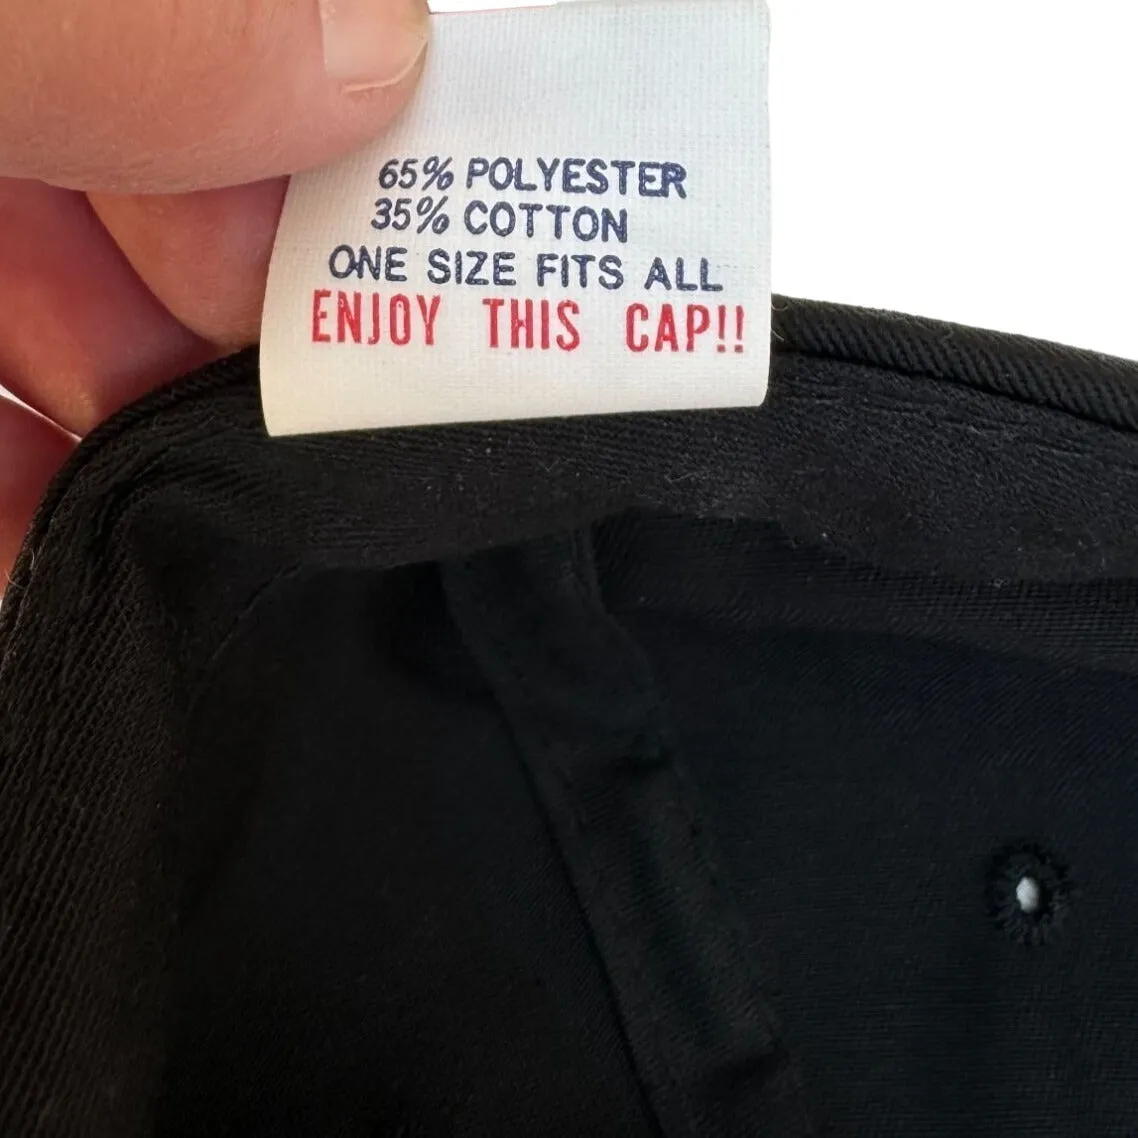 65% POLYESTER
35% COTTON
ONE SIZE FITS ALL
ENJOY THIS CAP!!